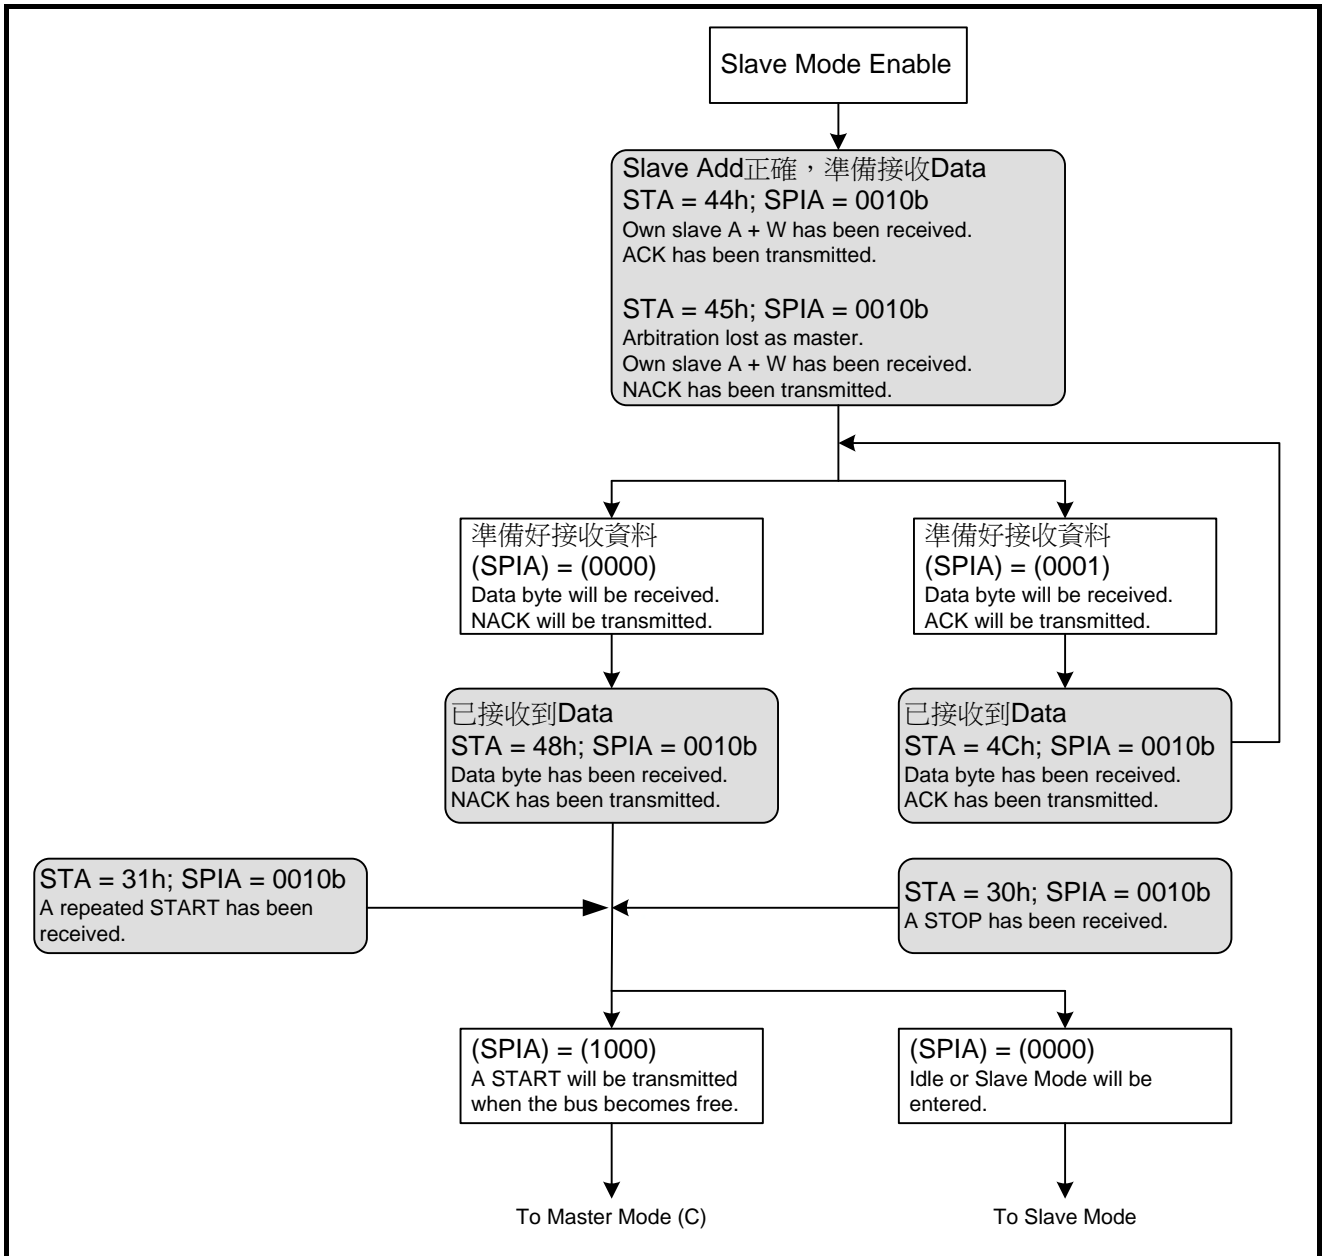 Slave Mode Enable
Slave Add正確，準備接收Data
STA = 44h; SPIA = 0010b
Own slave A + W has been received.
ACK has been transmitted.
STA = 45h; SPIA = 0010b
Arbitration lost as master.
Own slave A + W has been received.
NACK has been transmitted.
準備好接收資料
(SPIA) = (0000)
Data byte will be received.
NACK will be transmitted.
準備好接收資料
(SPIA) = (0001)
Data byte will be received.
ACK will be transmitted.
已接收到Data
STA = 48h; SPIA = 0010b
Data byte has been received.
NACK has been transmitted.
已接收到Data
STA = 4Ch; SPIA = 0010b
Data byte has been received.
ACK has been transmitted.
STA = 31h; SPIA = 0010b
A repeated START has been
received.
STA = 30h; SPIA = 0010b
A STOP has been received.
(SPIA) = (1000)
A START will be transmitted
when the bus becomes free.
(SPIA) = (0000)
Idle or Slave Mode will be
entered.
To Master Mode (C)
To Slave Mode